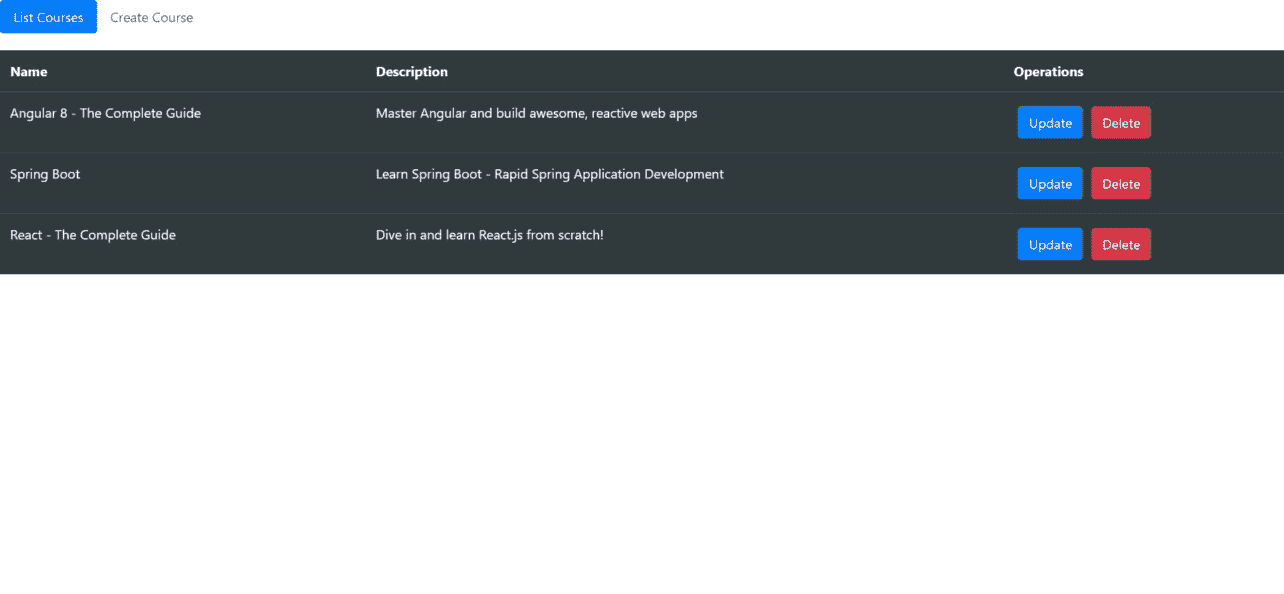 List Courses Create Course
Name Description Operations
Angular 8 - The Complete Guide Master Angular and build awesome, reactive web apps Update Delete
Spring Boot Learn Spring Boot - Rapid Spring Application Development Update Delete
React - The Complete Guide Dive in and learn React.js from scratch! Update Delete